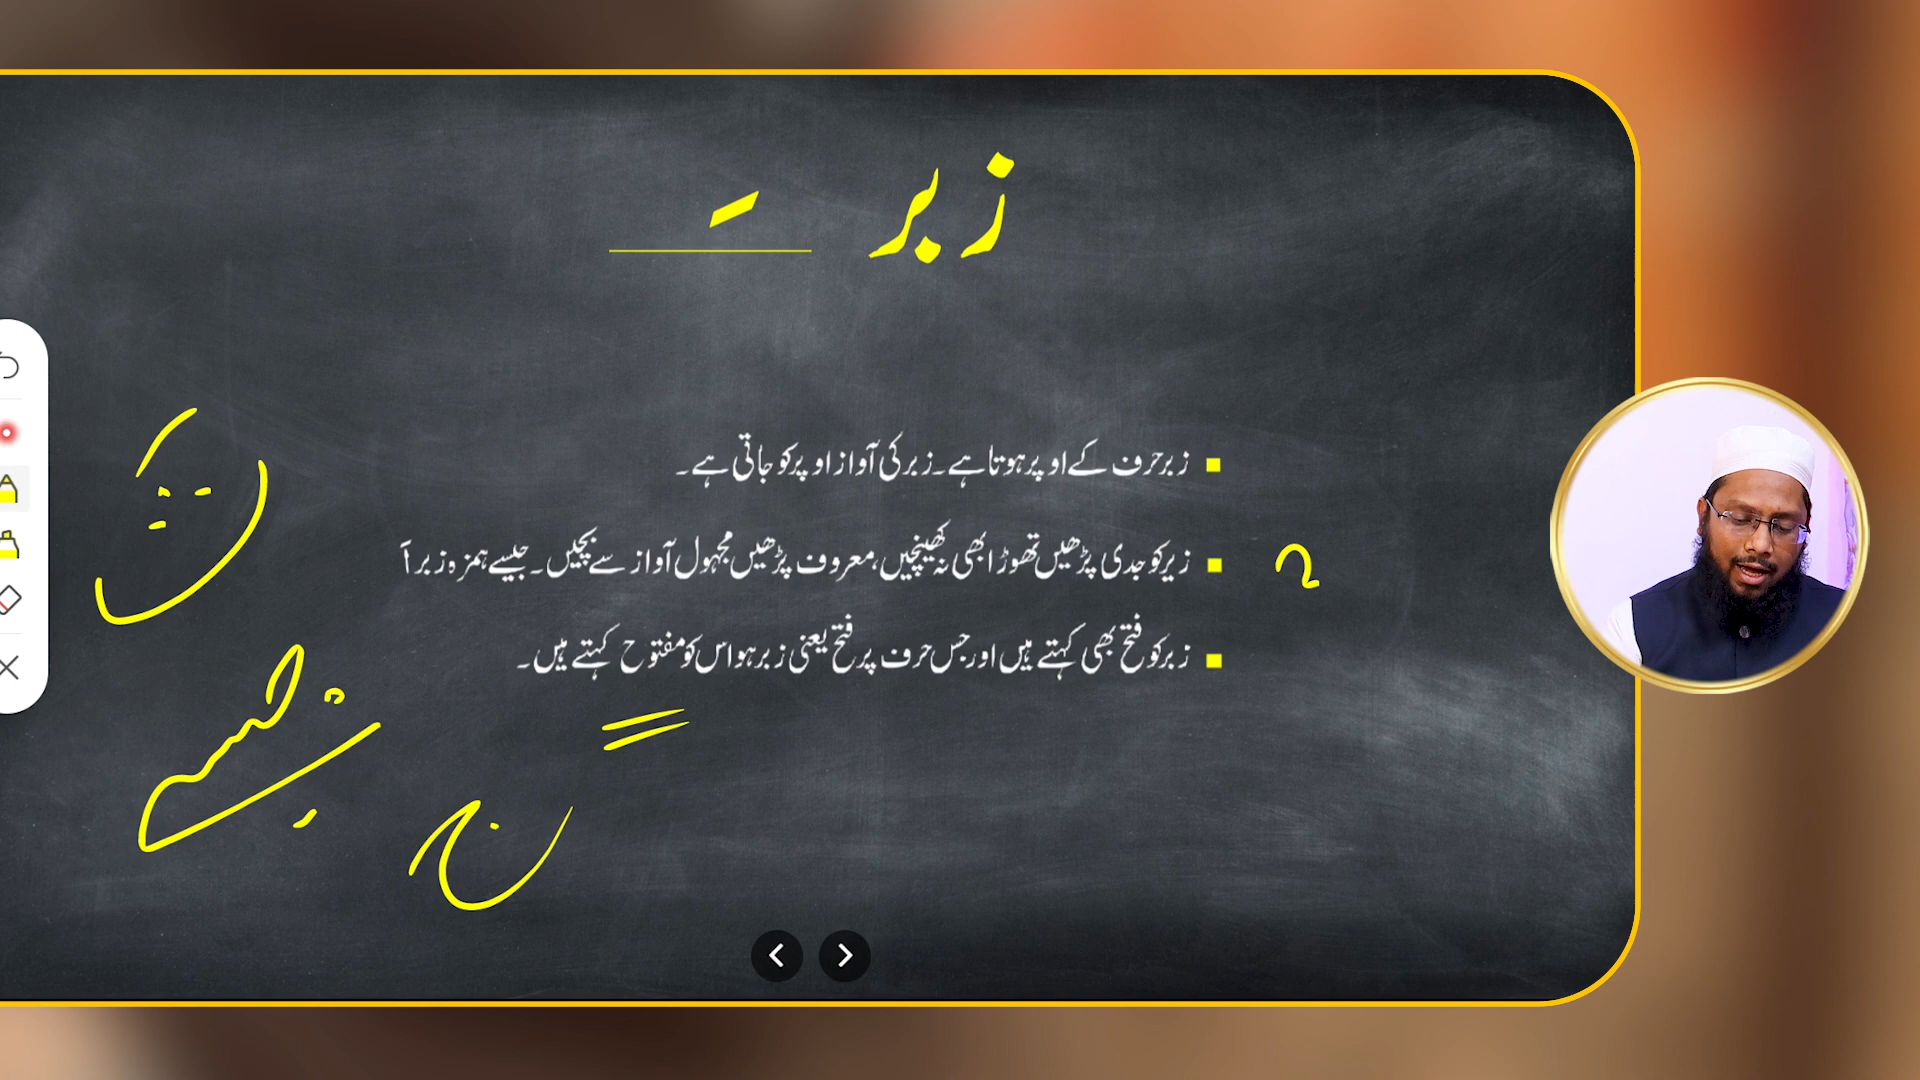 زبر َ
زبر حرف کے اوپر ہوتا ہے۔ زبر کی آواز اوپر کو جاتی ہے۔
زبر کو جلدی پڑھیں تھوڑا بھی نہ کھینچیں، معروف پڑھیں مجہول آواز سے بچیں۔ جیسے ہمزہ زبر أَ
زبر کو فتح بھی کہتے ہیں اور جس حرف پر فتح یعنی زبر ہو اس کو مفتوح کہتے ہیں۔